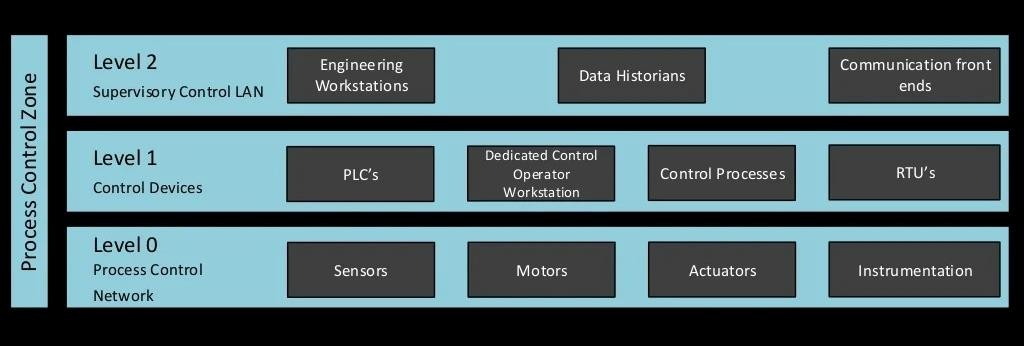 Process Control Zone
Level 2
Supervisory Control LAN
Engineering
Workstations
Data Historians
Communication front
ends
Level 1
Control Devices
PLC's
Dedicated Control
Operator
Workstation
Control Processes
RTU's
Level 0
Process Control
Network
Sensors
Motors
Actuators
Instrumentation